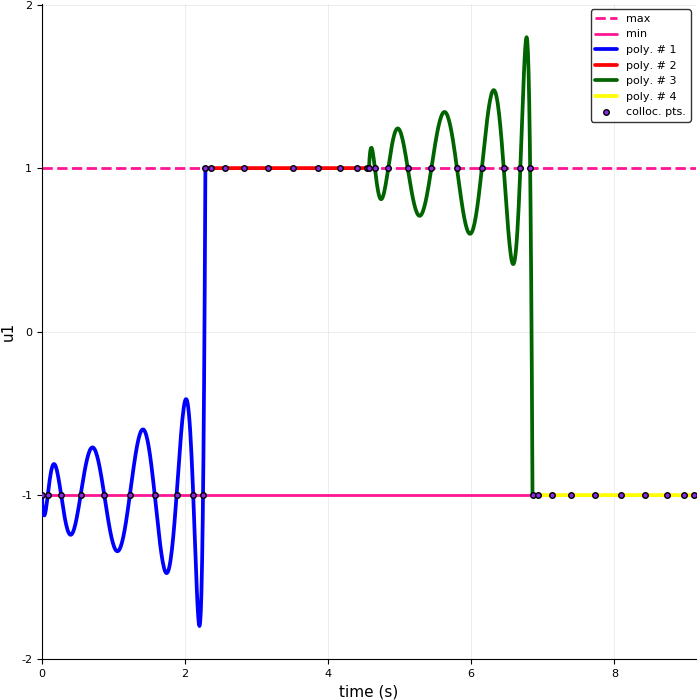 2
1
0
-1
-2
u1
0
2
4
6
8
time (s)
max
min
poly. # 1
poly. # 2
poly. # 3
poly. # 4
colloc. pts.